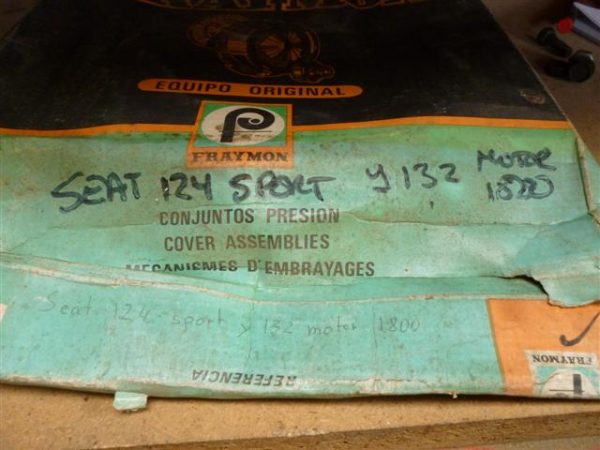 EQUIPO ORIGINAL
FRAYMON
SEAT 124 SPORT y 132 MOTOR 1800
CONJUNTOS PRESION
COVER ASSEMBLIES
MECANISMES D'EMBRAYAGES
Seat 124 sport y 132 motor 1800
FRAYMON
REFERENCIA